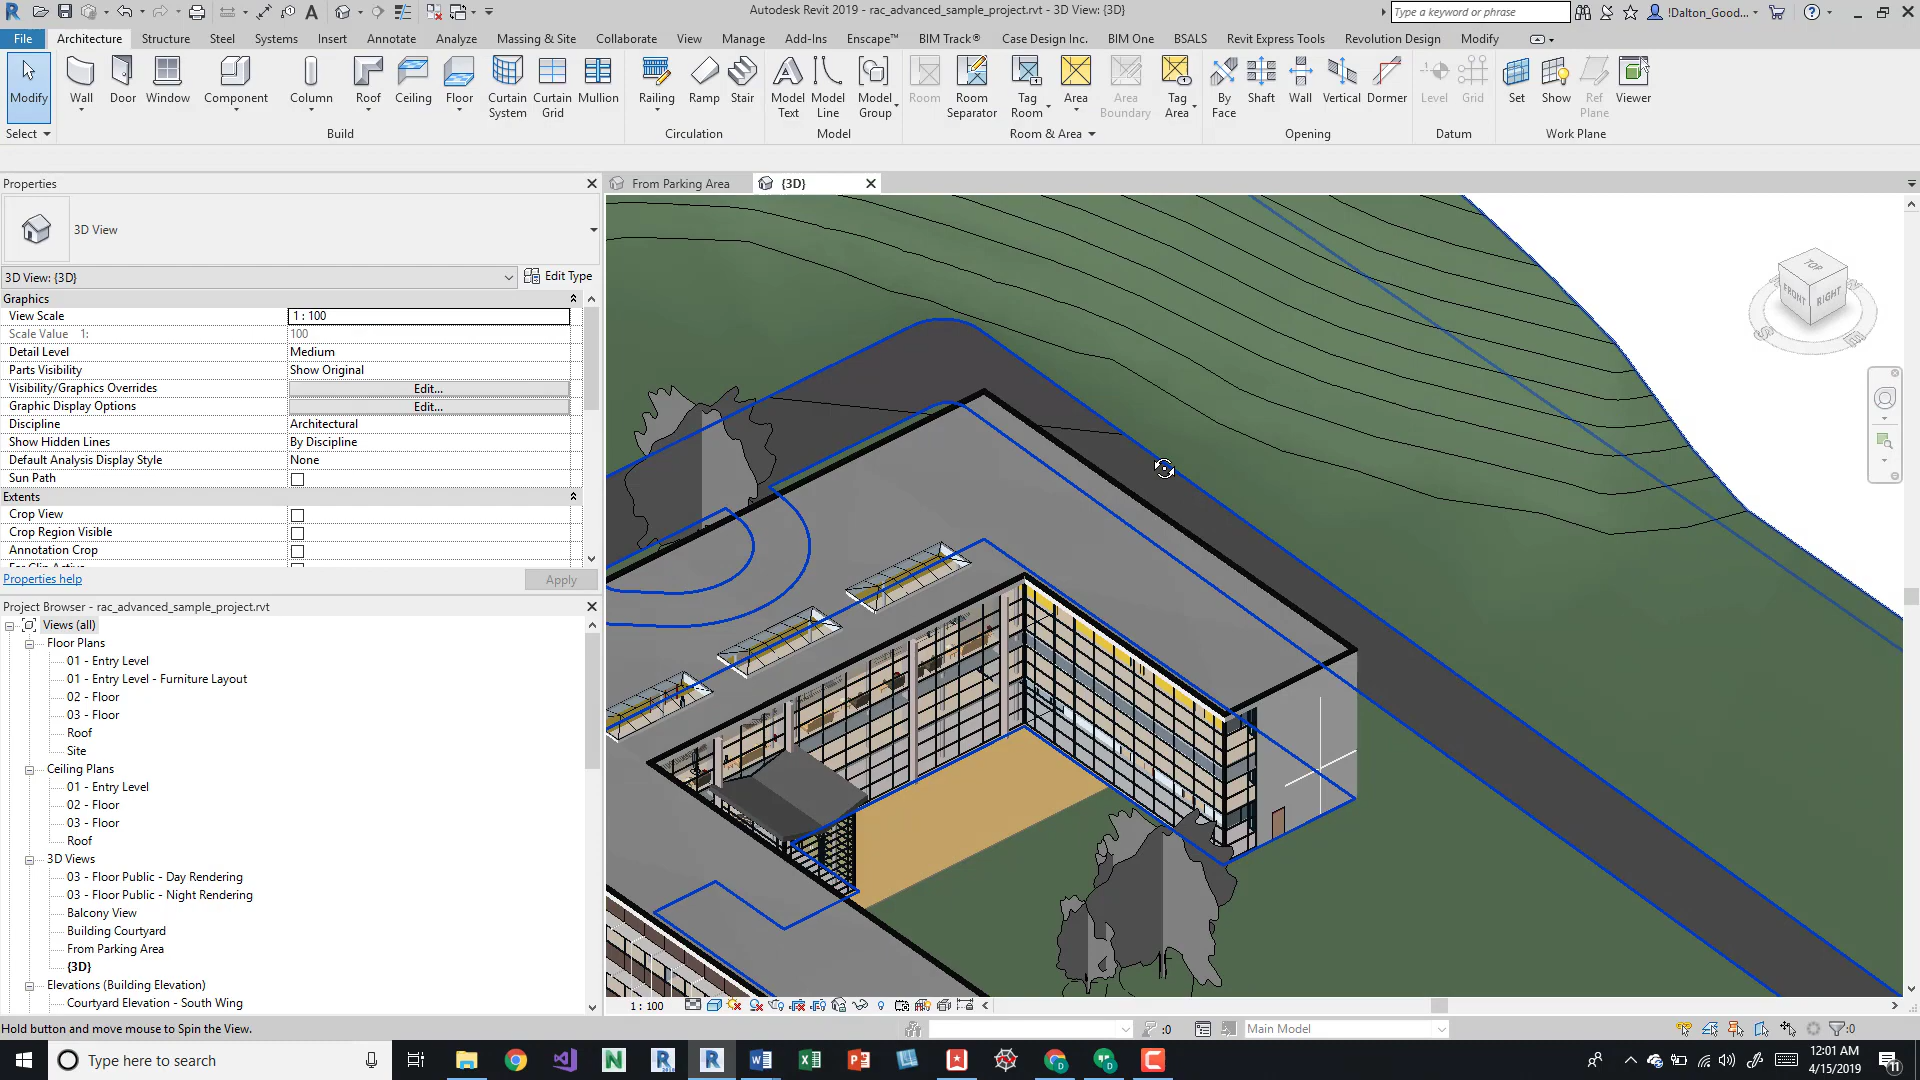 Autodesk Revit 2019 - rac_advanced_sample_project.rvt - 3D View: {3D}
Type a keyword or phrase
!Dalton_Good...
File Architecture Structure Steel Systems Insert Annotate Analyze Massing & Site Collaborate View Manage Add-Ins Enscape™ BIM Track® Case Design Inc. BIM One BSALS Revit Express Tools Revolution Design Modify
Modify Wall Door Window Component Column Roof Ceiling Floor Curtain System Curtain Grid Mullion Railing Ramp Stair Model Text Model Line Model Group Room Room Separator Tag Room Area Area Boundary Tag Area By Face Shaft Wall Vertical Dormer Level Grid Set Show Ref Plane Viewer
Select Build Circulation Model Room & Area Opening Datum Work Plane
Properties
From Parking Area {3D}
3D View
3D View: {3D} Edit Type
Graphics
View Scale 1 : 100
Scale Value 1: 100
Detail Level Medium
Parts Visibility Show Original
Visibility/Graphics Overrides Edit...
Graphic Display Options Edit...
Discipline Architectural
Show Hidden Lines By Discipline
Default Analysis Display Style None
Sun Path
Extents
Crop View
Crop Region Visible
Annotation Crop
Properties help Apply
Project Browser - rac_advanced_sample_project.rvt
Views (all)
Floor Plans
01 - Entry Level
01 - Entry Level - Furniture Layout
02 - Floor
03 - Floor
Roof
Site
Ceiling Plans
01 - Entry Level
02 - Floor
03 - Floor
Roof
3D Views
03 - Floor Public - Day Rendering
03 - Floor Public - Night Rendering
Balcony View
Building Courtyard
From Parking Area
{3D}
Elevations (Building Elevation)
Courtyard Elevation - South Wing
TOP
FRONT RIGHT
1 : 100
Hold button and move mouse to Spin the View.
:0
Main Model
:0
Type here to search
12:01 AM
4/15/2019
11